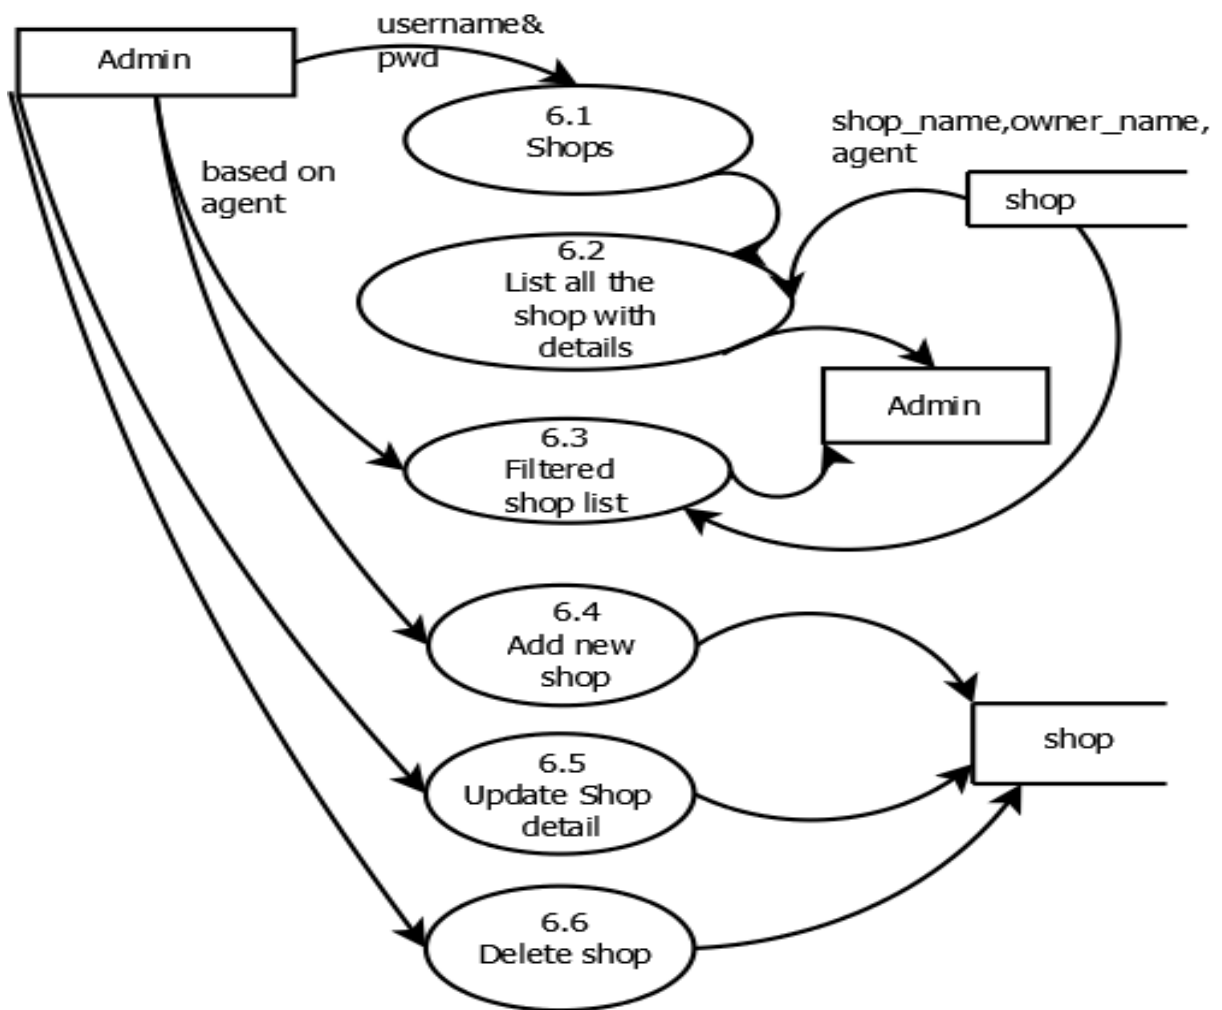 username&
pwd
Admin
6.1
Shops
shop_name,owner_name,
agent
based on
agent
shop
6.2
List all the
shop with
details
Admin
6.3
Filtered
shop list
6.4
Add new
shop
shop
6.5
Update Shop
detail
6.6
Delete shop